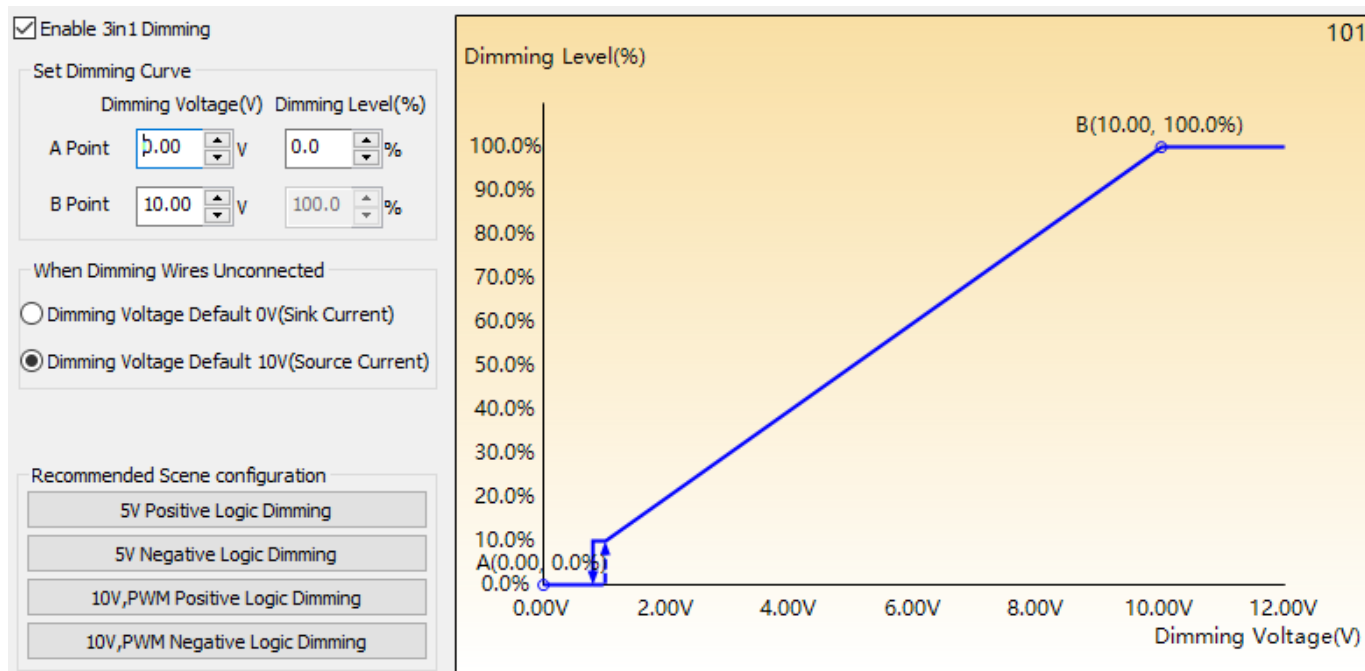 Enable 3in1 Dimming
Set Dimming Curve
Dimming Voltage(V) Dimming Level(%)
A Point 0.00 V 0.0 %
B Point 10.00 V 100.0 %
When Dimming Wires Unconnected
Dimming Voltage Default 0V(Sink Current)
Dimming Voltage Default 10V(Source Current)
Recommended Scene configuration
5V Positive Logic Dimming
5V Negative Logic Dimming
10V,PWM Positive Logic Dimming
10V,PWM Negative Logic Dimming
101
Dimming Level(%)
B(10.00, 100.0%)
100.0%
90.0%
80.0%
70.0%
60.0%
50.0%
40.0%
30.0%
20.0%
10.0%
A(0.00, 0.0%)
0.0%
0.00V 2.00V 4.00V 6.00V 8.00V 10.00V 12.00V
Dimming Voltage(V)